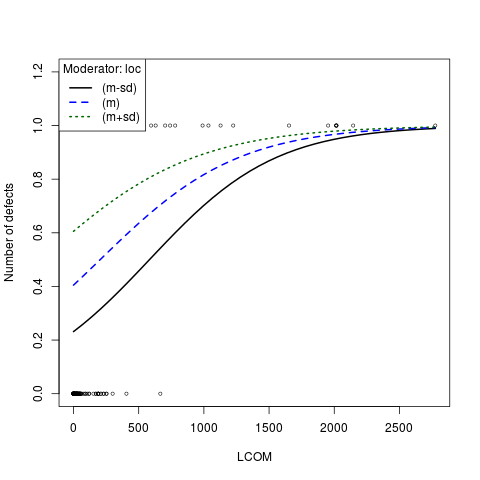 Moderator: loc
(m-sd)
(m)
(m+sd)
Number of defects
0.0 0.2 0.4 0.6 0.8 1.0 1.2
0 500 1000 1500 2000 2500
LCOM